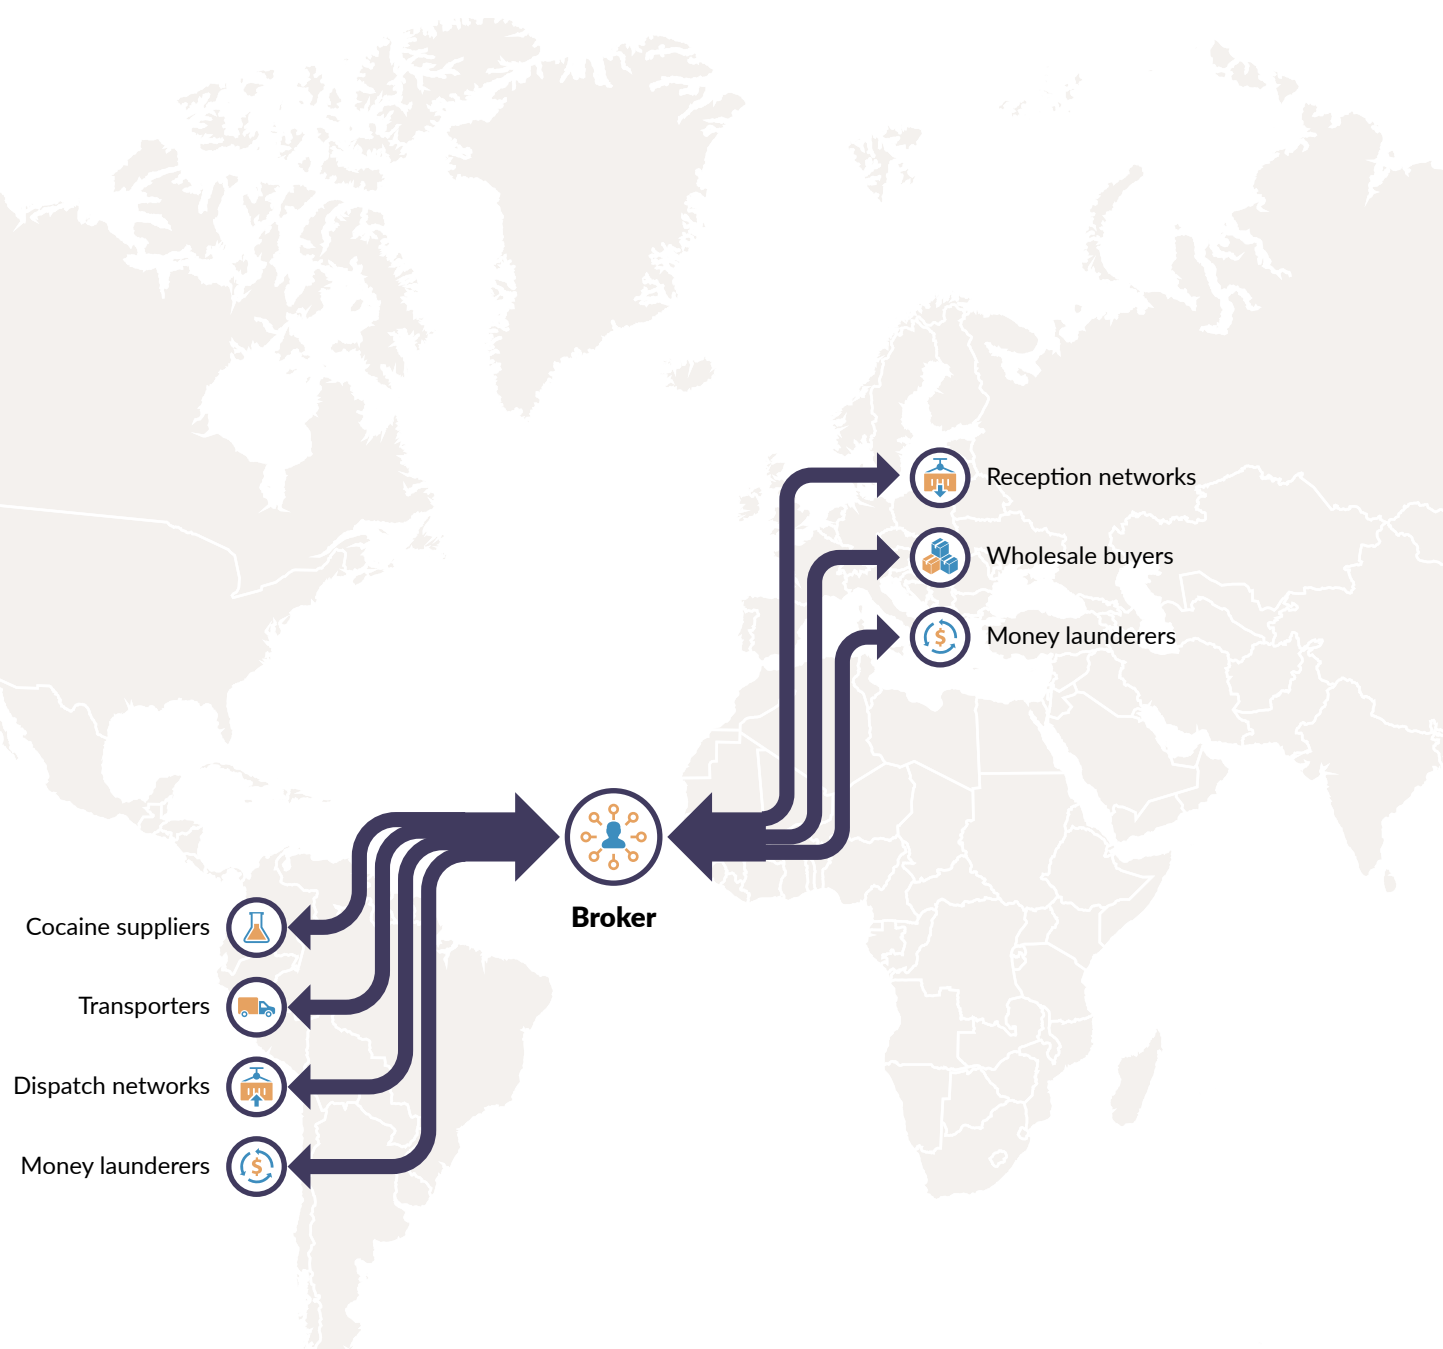 Reception networks
Wholesale buyers
Money launderers
Broker
Cocaine suppliers
Transporters
Dispatch networks
Money launderers